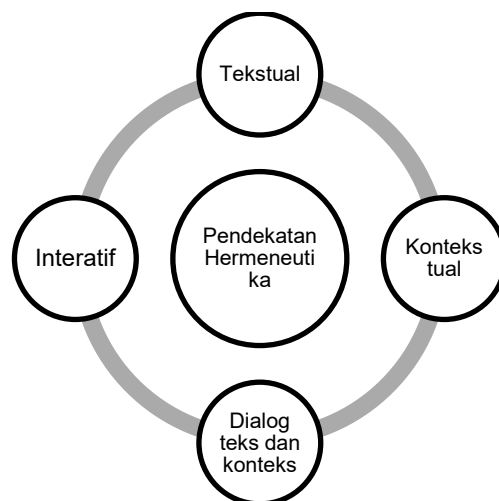 Tekstual
Interatif
Pendekatan
Hermeneuti
ka
Konteks
tual
Dialog
teks dan
konteks